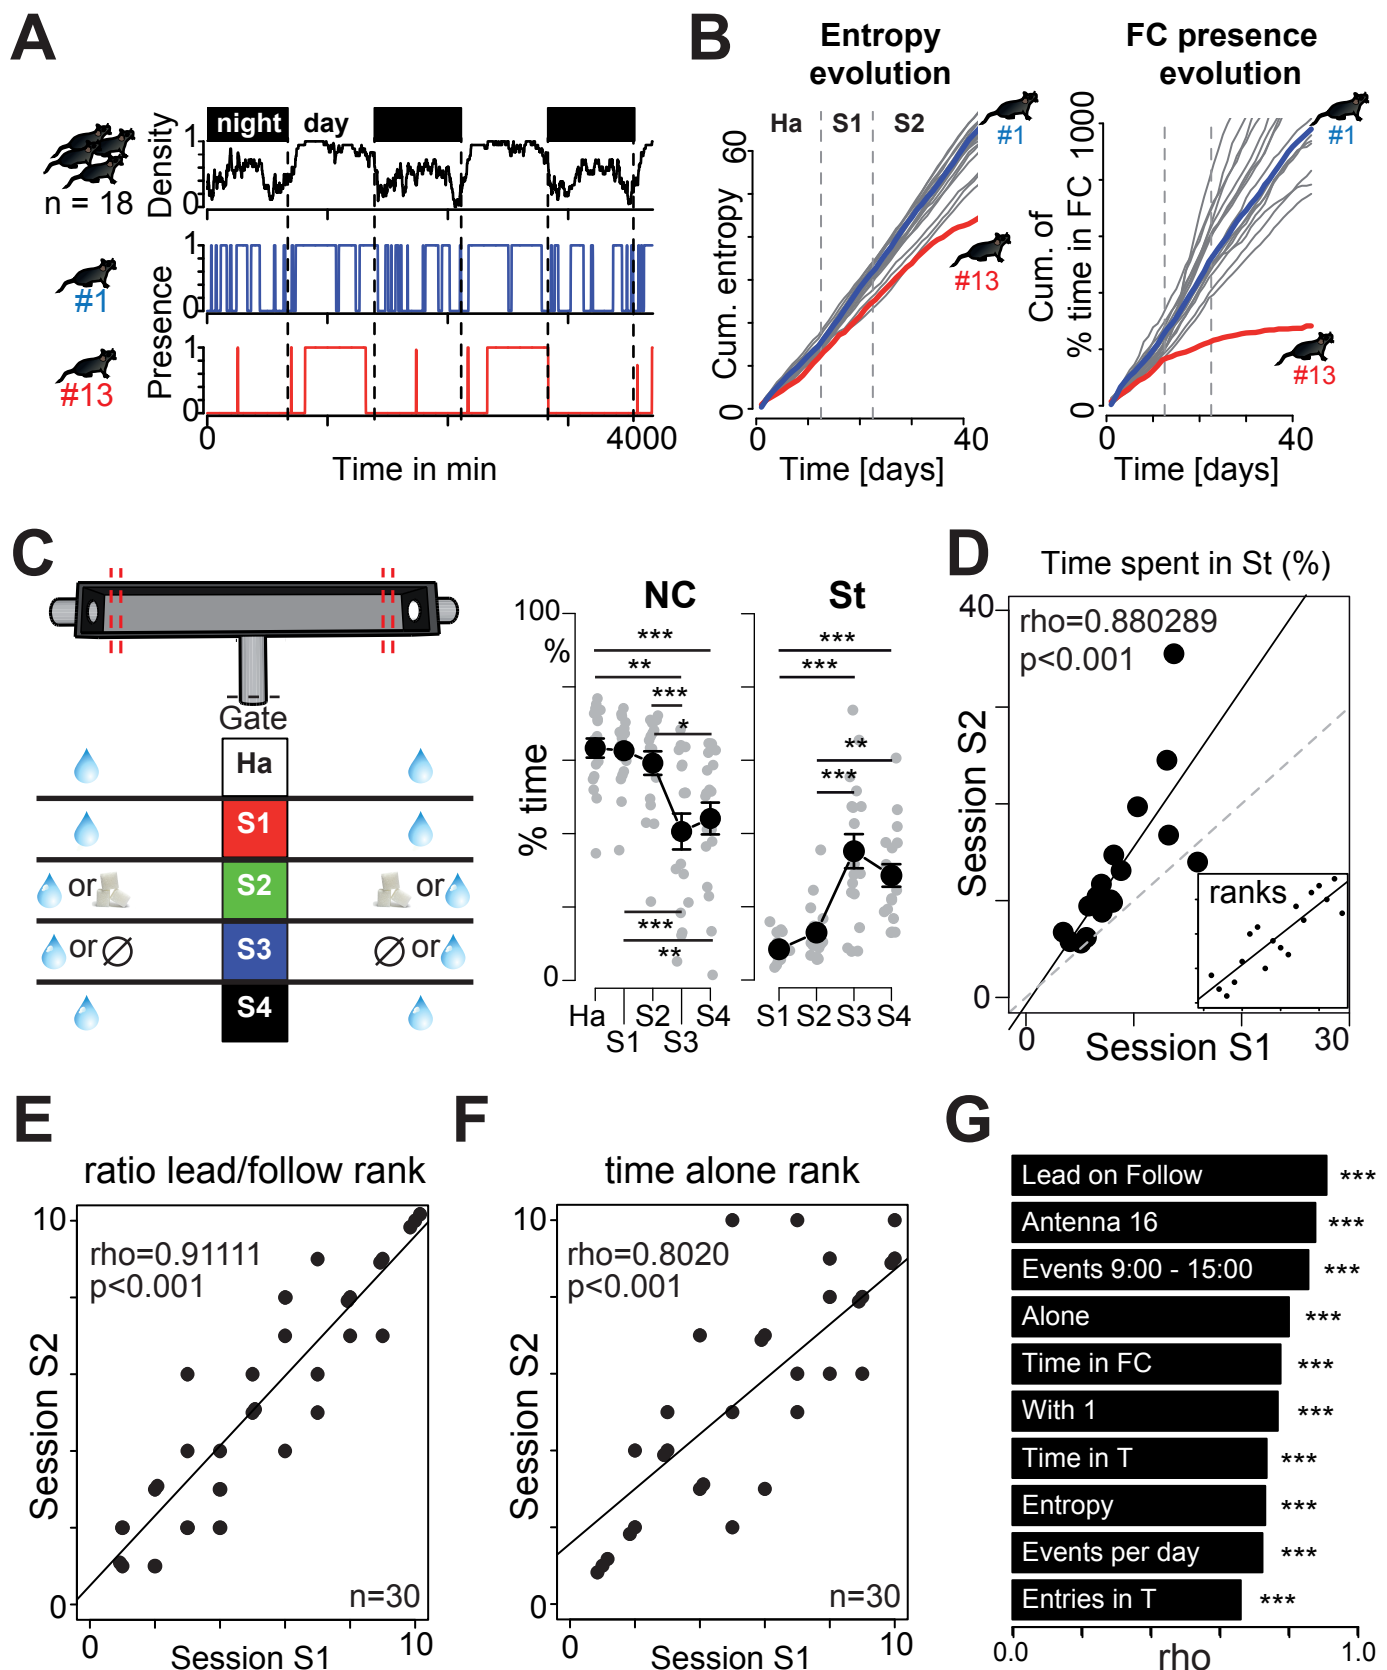 A
night day
Density
1
0
n = 18
#1
Presence
1
0
#13
1
0
0 4000
Time in min
B
Entropy
evolution
Ha S1 S2
Cum. entropy
60
0
#1
#13
0 40
Time [days]
FC presence
evolution
Cum. of
% time in FC
1000
0
#1
#13
0 40
Time [days]
C
Gate
Ha
S1
or S2 or
or S3 or
S4
NC
100
%
% time
0
***
**
***
*
***
**
Ha S2 S4
S1 S3
St
***
***
**
***
S1 S2 S3 S4
D
Time spent in St (%)
40
rho=0.880289
p<0.001
Session S2
ranks
0
0 30
Session S1
E
ratio lead/follow rank
10
rho=0.91111
p<0.001
Session S2
n=30
0
0 10
Session S1
F
time alone rank
10
rho=0.8020
p<0.001
Session S2
n=30
0
0 10
Session S1
G
Lead on Follow ***
Antenna 16 ***
Events 9:00 - 15:00 ***
Alone ***
Time in FC ***
With 1 ***
Time in T ***
Entropy ***
Events per day ***
Entries in T ***
0.0 1.0
rho